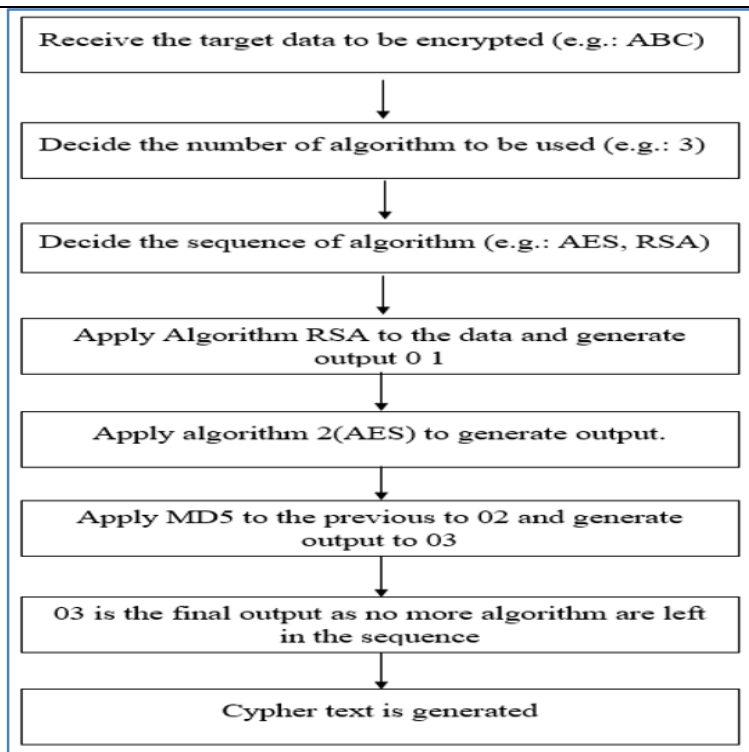 Receive the target data to be encrypted (e.g.: ABC)
Decide the number of algorithm to be used (e.g.: 3)
Decide the sequence of algorithm (e.g.: AES, RSA)
Apply Algorithm RSA to the data and generate
output 0 1
Apply algorithm 2(AES) to generate output.
Apply MD5 to the previous to 02 and generate
output to 03
03 is the final output as no more algorithm are left
in the sequence
Cypher text is generated